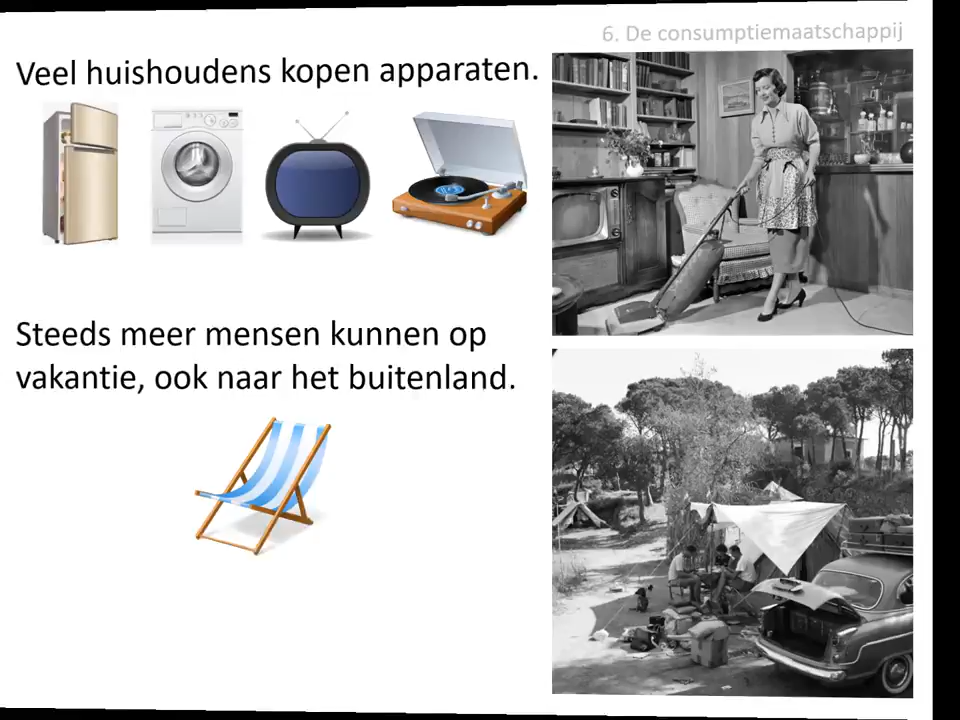 6. De consumptiemaatschappij
Veel huishoudens kopen apparaten.
Steeds meer mensen kunnen op
vakantie, ook naar het buitenland.